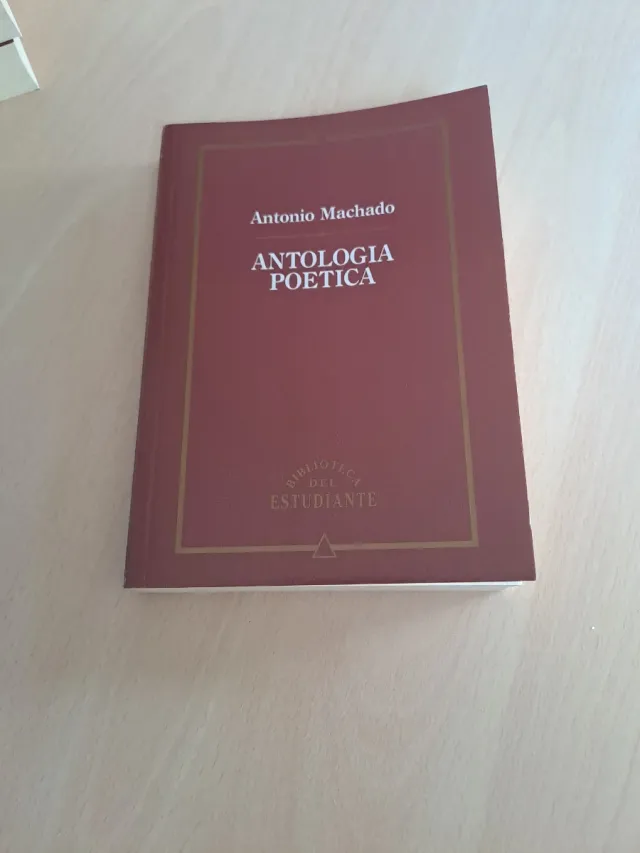 Antonio Machado
ANTOLOGIA
POETICA
BIBLIOTECA
DEL
ESTUDIANTE